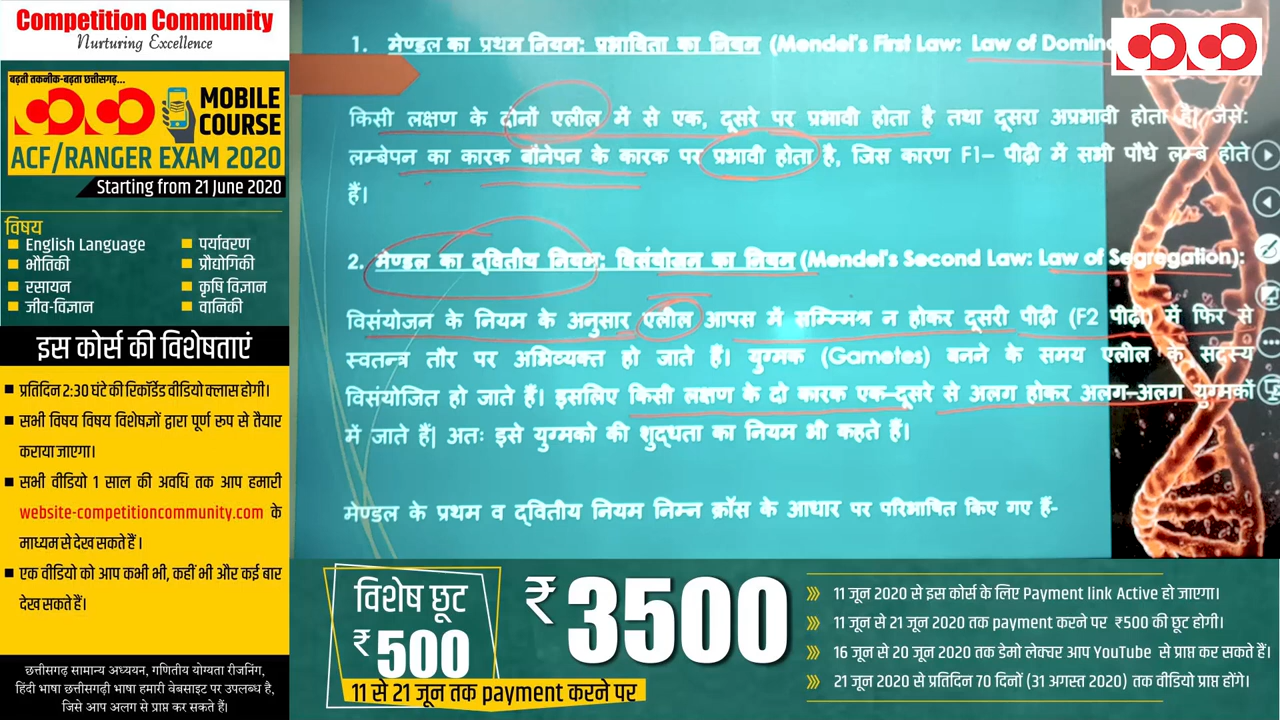 Competition Community
Nurturing Excellence
बढ़ती तकनीक-बढ़ता छत्तीसगढ़...
MOBILE
COURSE
ACF/RANGER EXAM 2020
Starting from 21 June 2020
विषय
English Language
पर्यावरण
भौतिकी
प्रौद्योगिकी
रसायन
कृषि विज्ञान
जीव-विज्ञान
वानिकी
इस कोर्स की विशेषताएं
प्रतिदिन 2:30 घंटे की रिकॉर्डेड वीडियो क्लास होगी।
सभी विषय विषय विशेषज्ञों द्वारा पूर्ण रूप से तैयार
कराया जाएगा।
सभी वीडियो 1 साल की अवधि तक आप हमारी
website-competitioncommunity.com के
माध्यम से देख सकते हैं ।
एक वीडियो को आप कभी भी, कहीं भी और कई बार
देख सकते हैं।
छत्तीसगढ़ सामान्य अध्ययन, गणितीय योग्यता रीजनिंग,
हिंदी भाषा छत्तीसगढ़ी भाषा हमारी वेबसाइट पर उपलब्ध है,
जिसे आप अलग से प्राप्त कर सकते हैं।
1. मेण्डल का प्रथम नियम: प्रभाविता का नियम (Mendel's First Law: Law of
किसी लक्षण के दोनों एलील में से एक, दूसरे पर प्रभावी होता है तथा दूसरा अप्रभावी होता है। जैसे:
लम्बेपन का कारक बौनेपन के कारक पर प्रभावी होता है, जिस कारण F1- पीढ़ी में सभी पौधे लम्बे होते
हैं।
2. मेण्डल का द्वितीय नियम: विसंयोजन का नियम (Mendel's Second Law: Law of Segregation):
विसंयोजन के नियम के अनुसार एलील आपस में सम्मिश्र न होकर दूसरी पीढ़ी (F2 पीढ़ी) में फिर से
स्वतन्त्र तौर पर अभिव्यक्त हो जाते हैं। युग्मक (Gametes) बनने के समय एलील के सदस्य
विसंयोजित हो जाते हैं। इसलिए किसी लक्षण के दो कारक एक-दूसरे से अलग होकर अलग-अलग युग्मकों
में जाते हैं| अतः इसे युग्मको की शुद्धता का नियम भी कहते हैं।
मेण्डल के प्रथम व द्वितीय नियम निम्न क्रॉस के आधार पर परिभाषित किए गए हैं-
विशेष छूट
₹500
11 से 21 जून तक payment करने पर
₹3500
11 जून 2020 से इस कोर्स के लिए Payment link Active हो जाएगा।
11 जून से 21 जून 2020 तक payment करने पर ₹500 की छूट होगी।
16 जून से 20 जून 2020 तक डेमो लेक्चर आप YouTube से प्राप्त कर सकते हैं।
21 जून 2020 से प्रतिदिन 70 दिनों (31 अगस्त 2020) तक वीडियो प्राप्त होंगे।